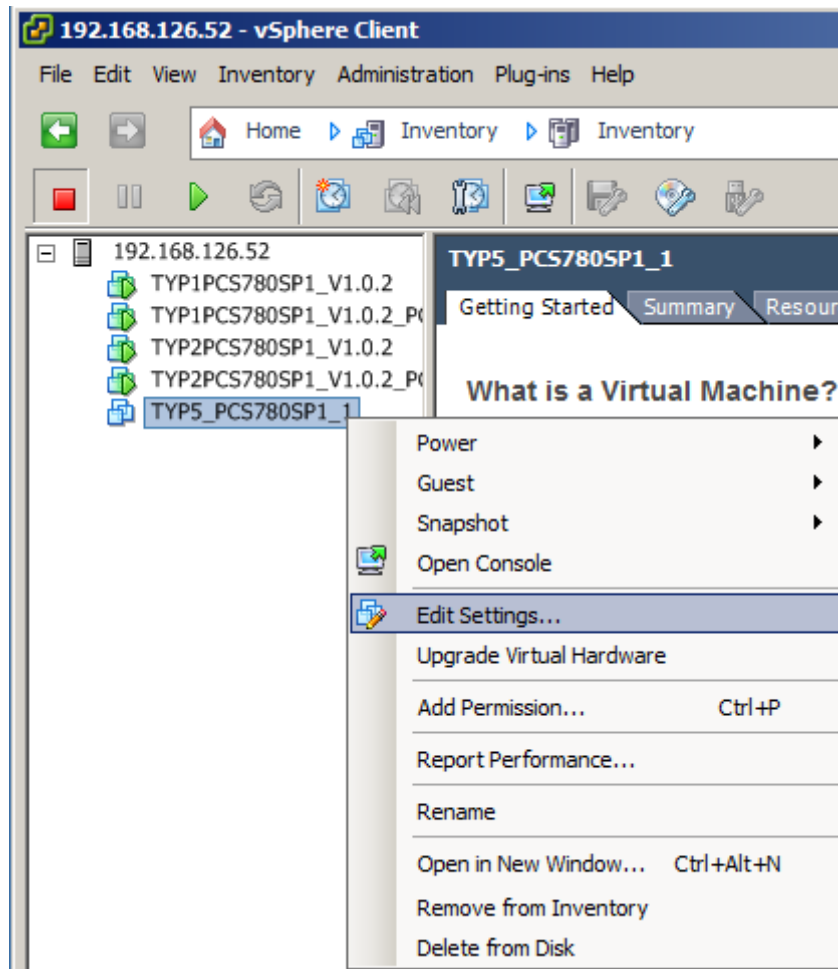 192.168.126.52 - vSphere Client
File Edit View Inventory Administration Plug-ins Help
Home Inventory Inventory
192.168.126.52
TYP1PCS780SP1_V1.0.2
TYP1PCS780SP1_V1.0.2_P
TYP2PCS780SP1_V1.0.2
TYP2PCS780SP1_V1.0.2_P
TYP5_PCS780SP1_1
TYP5_PCS780SP1_1
Getting Started Summary Resour
What is a Virtual Machine?
Power
Guest
Snapshot
Open Console
Edit Settings...
Upgrade Virtual Hardware
Add Permission... Ctrl+P
Report Performance...
Rename
Open in New Window... Ctrl+Alt+N
Remove from Inventory
Delete from Disk